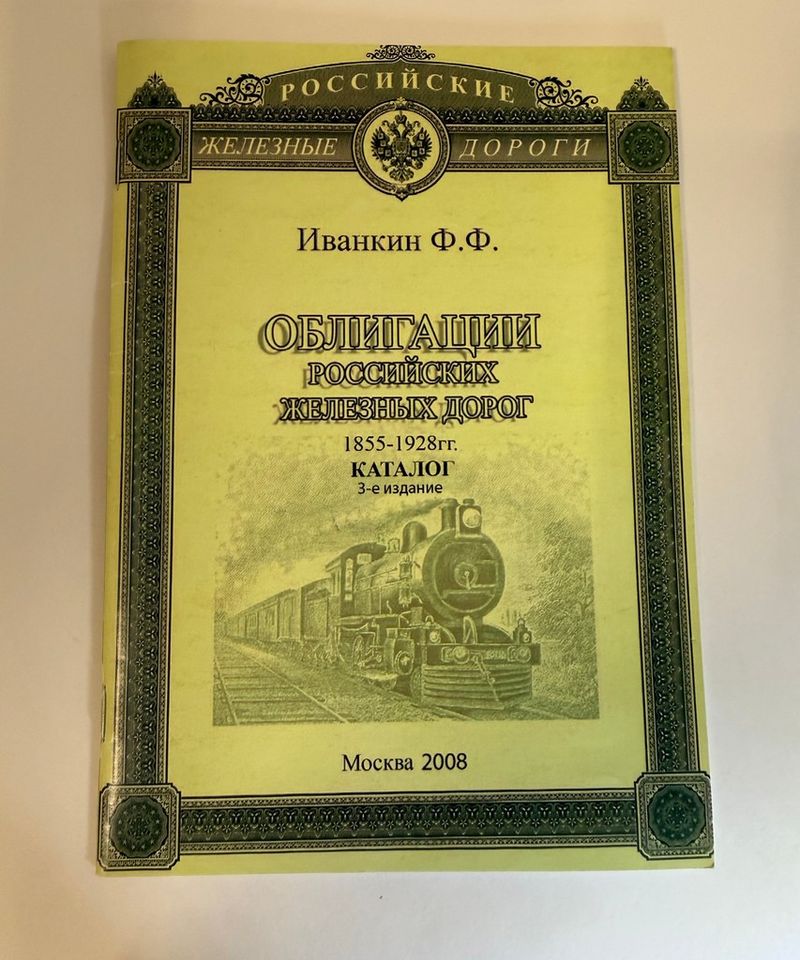 РОССИЙСКИЕ
ЖЕЛЕЗНЫЕ ДОРОГИ
Иванкин Ф.Ф.
ОБЛИГАЦИИ
РОССИЙСКИХ
ЖЕЛЕЗНЫХ ДОРОГ
1855-1928гг.
КАТАЛОГ
3-е издание
Москва 2008